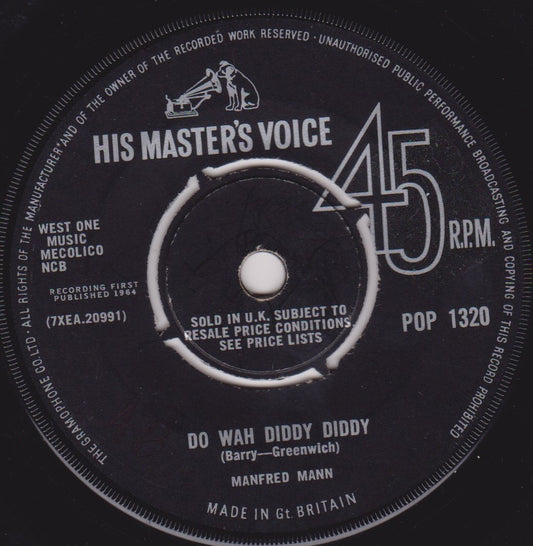 ALL RIGHTS OF THE MANUFACTURER AND OF THE OWNER OF THE RECORDED WORK RESERVED · UNAUTHORISED PUBLIC PERFORMANCE BROADCASTING AND COPYING OF THIS RECORD PROHIBITED
HIS MASTER'S VOICE
45
R.P.M.
WEST ONE
MUSIC
MECOLICO
NCB
RECORDING FIRST
PUBLISHED 1964
(7XEA.20991)
SOLD IN U.K. SUBJECT TO
RESALE PRICE CONDITIONS.
SEE PRICE LISTS
POP 1320
DO WAH DIDDY DIDDY
(Barry—Greenwich)
MANFRED MANN
THE GRAMOPHONE CO. LTD.
MADE IN Gt. BRITAIN